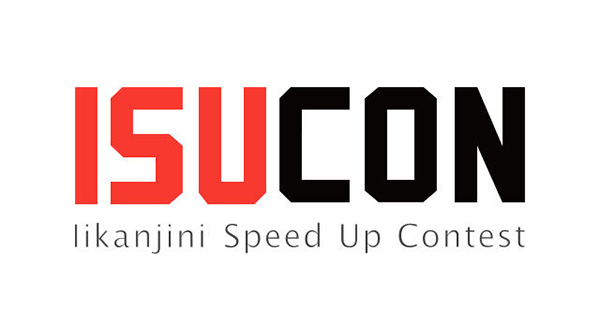 ISUCON
Iikanjini Speed Up Contest